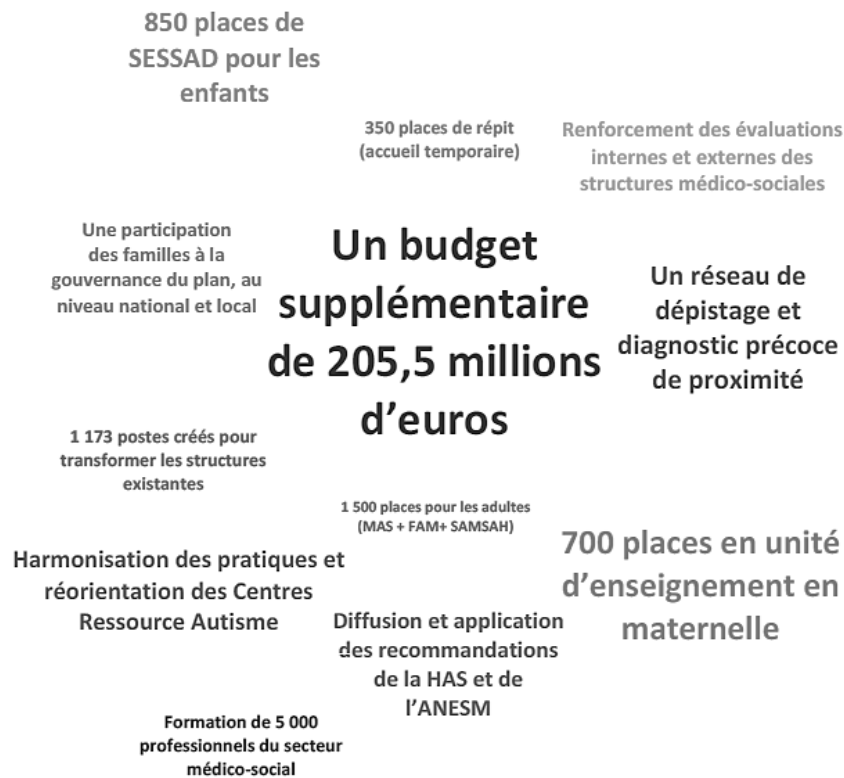 850 places de
SESSAD pour les
enfants
350 places de répit
(accueil temporaire)
Renforcement des évaluations
internes et externes des
structures médico-sociales
Une participation
des familles à la
gouvernance du plan, au
niveau national et local
Un budget
supplémentaire
de 205,5 millions
d’euros
Un réseau de
dépistage et
diagnostic précoce
de proximité
1 173 postes créés pour
transformer les structures
existantes
1 500 places pour les adultes
(MAS + FAM+ SAMSAH)
700 places en unité
d’enseignement en
maternelle
Harmonisation des pratiques et
réorientation des Centres
Ressource Autisme
Diffusion et application
des recommandations
de la HAS et de
l’ANESM
Formation de 5 000
professionnels du secteur
médico-social